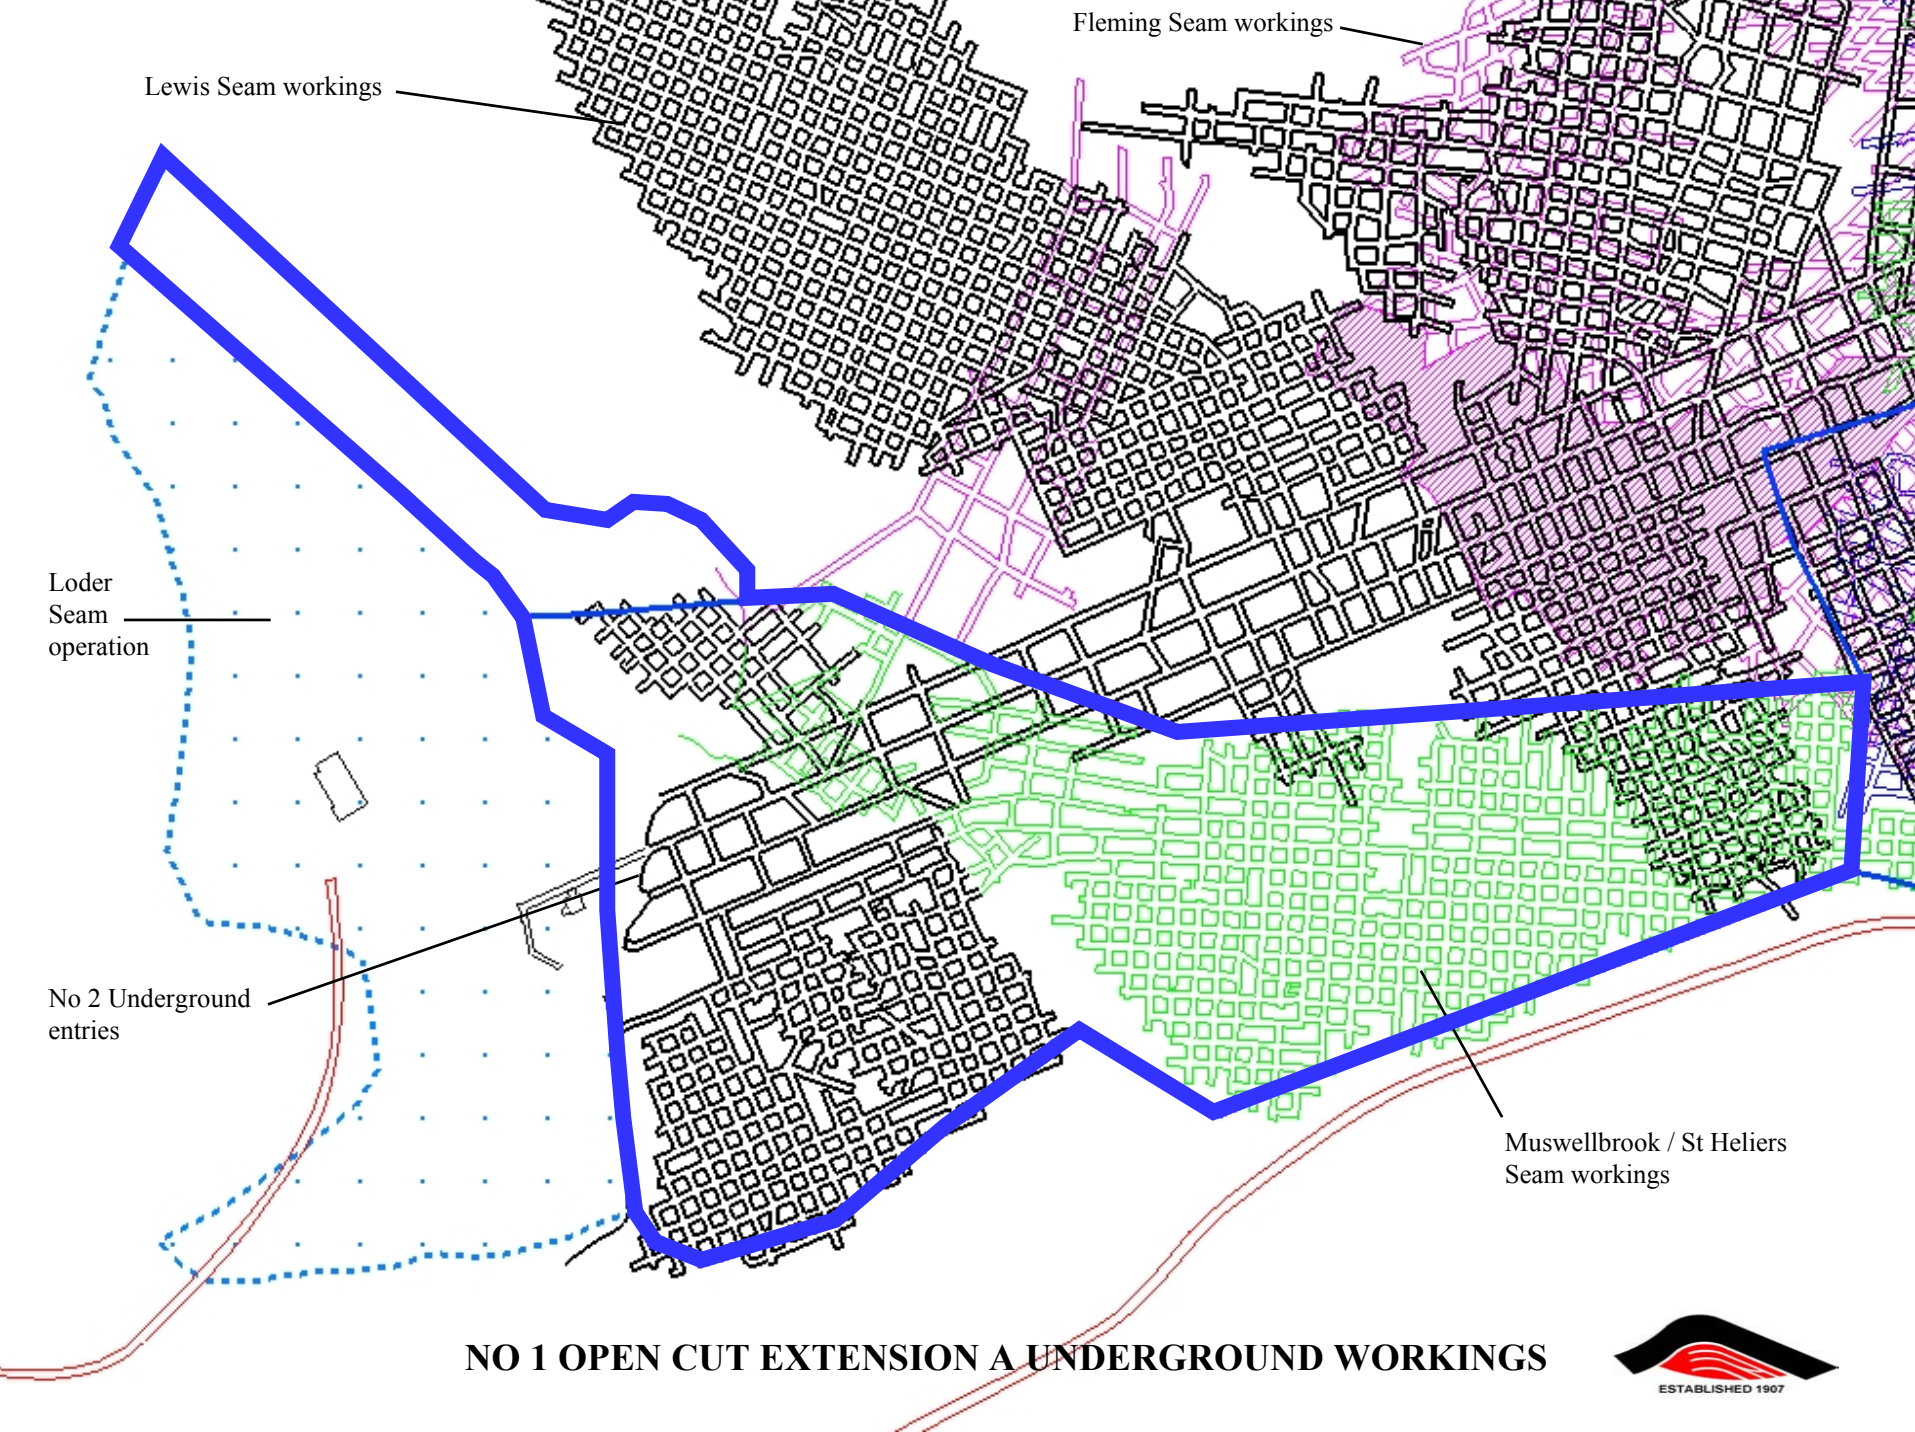 Fleming Seam workings
Lewis Seam workings
Loder
Seam
operation
No 2 Underground
entries
Muswellbrook / St Heliers
Seam workings
NO 1 OPEN CUT EXTENSION A UNDERGROUND WORKINGS
ESTABLISHED 1907